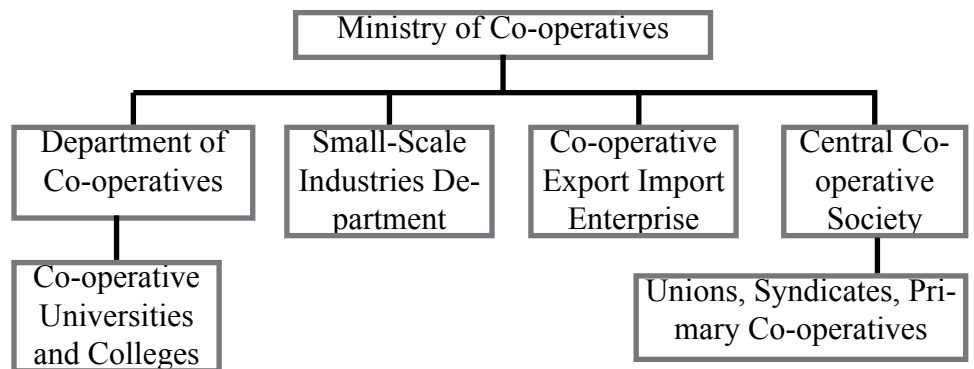 Ministry of Co-operatives
Department of
Co-operatives
Small-Scale
Industries De-
partment
Co-operative
Export Import
Enterprise
Central Co-
operative
Society
Co-operative
Universities
and Colleges
Unions, Syndicates, Pri-
mary Co-operatives